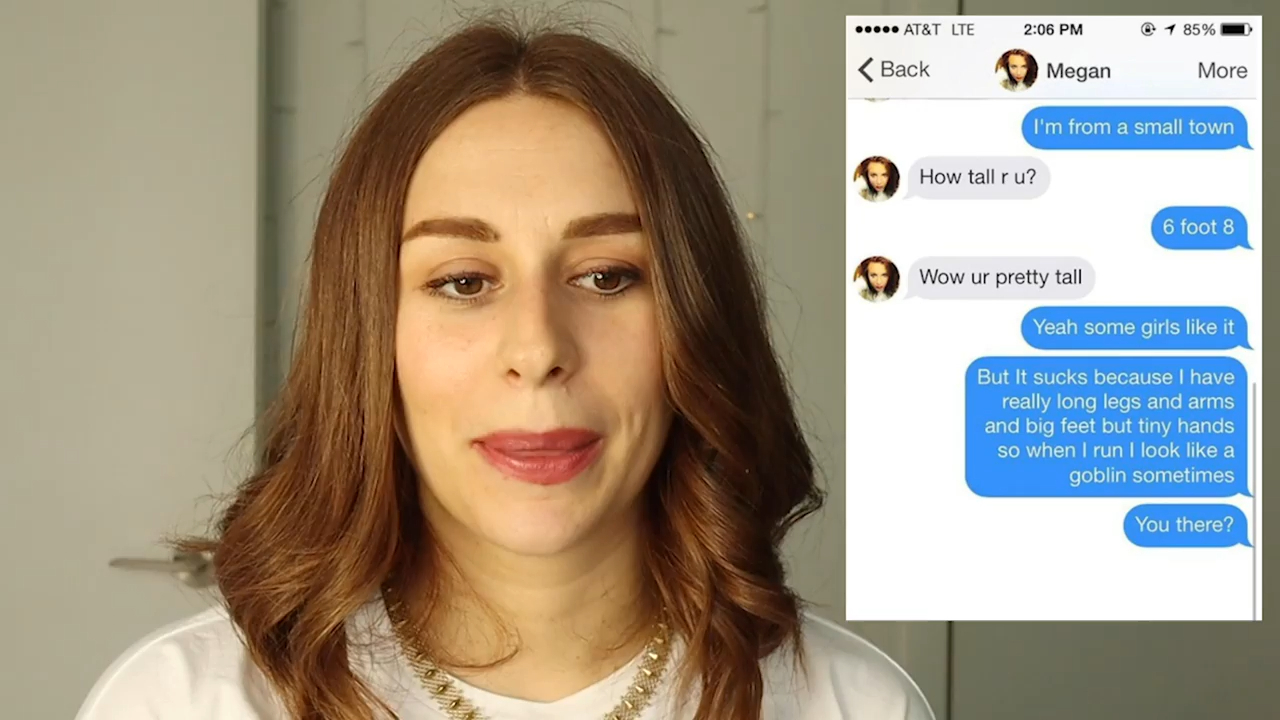 AT&T LTE 2:06 PM 85%
Back Megan More
I'm from a small town
How tall r u?
6 foot 8
Wow ur pretty tall
Yeah some girls like it
But It sucks because I have
really long legs and arms
and big feet but tiny hands
so when I run I look like a
goblin sometimes
You there?